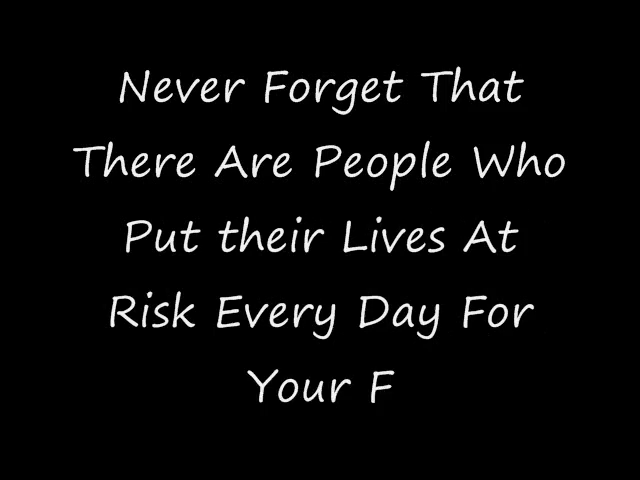 Never Forget That
There Are People Who
Put their Lives At
Risk Every Day For
Your F